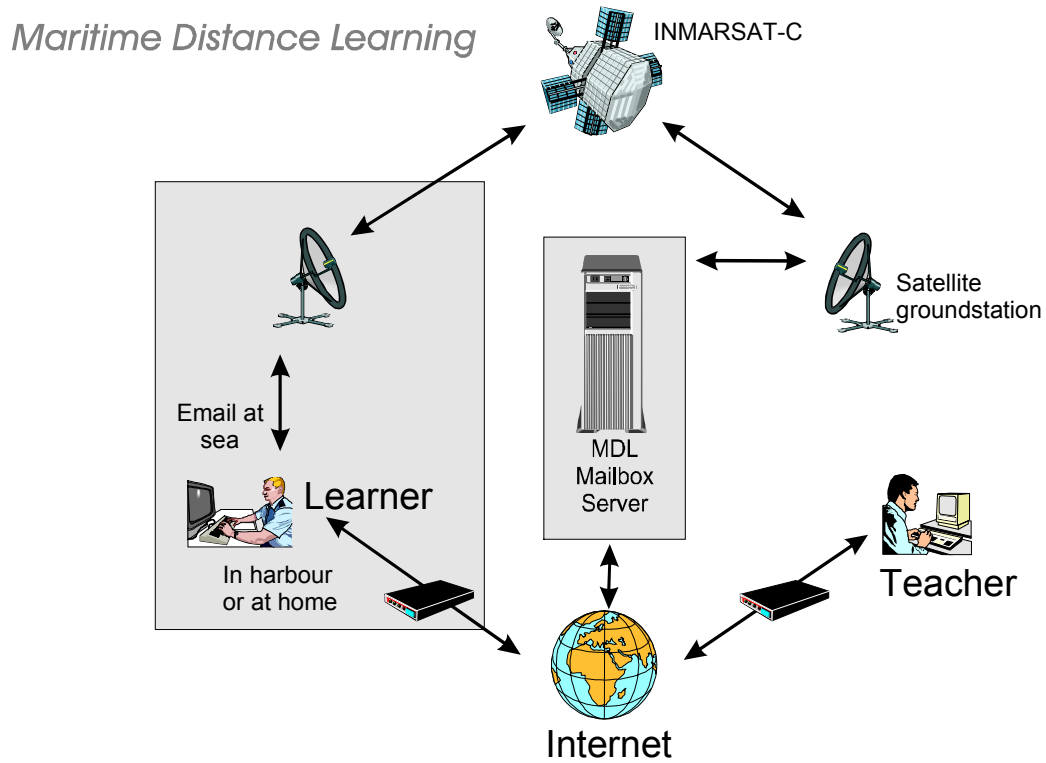 Maritime Distance Learning
INMARSAT-C
Satellite
groundstation
Email at
sea
MDL
Mailbox
Server
Learner
In harbour
or at home
Teacher
Internet